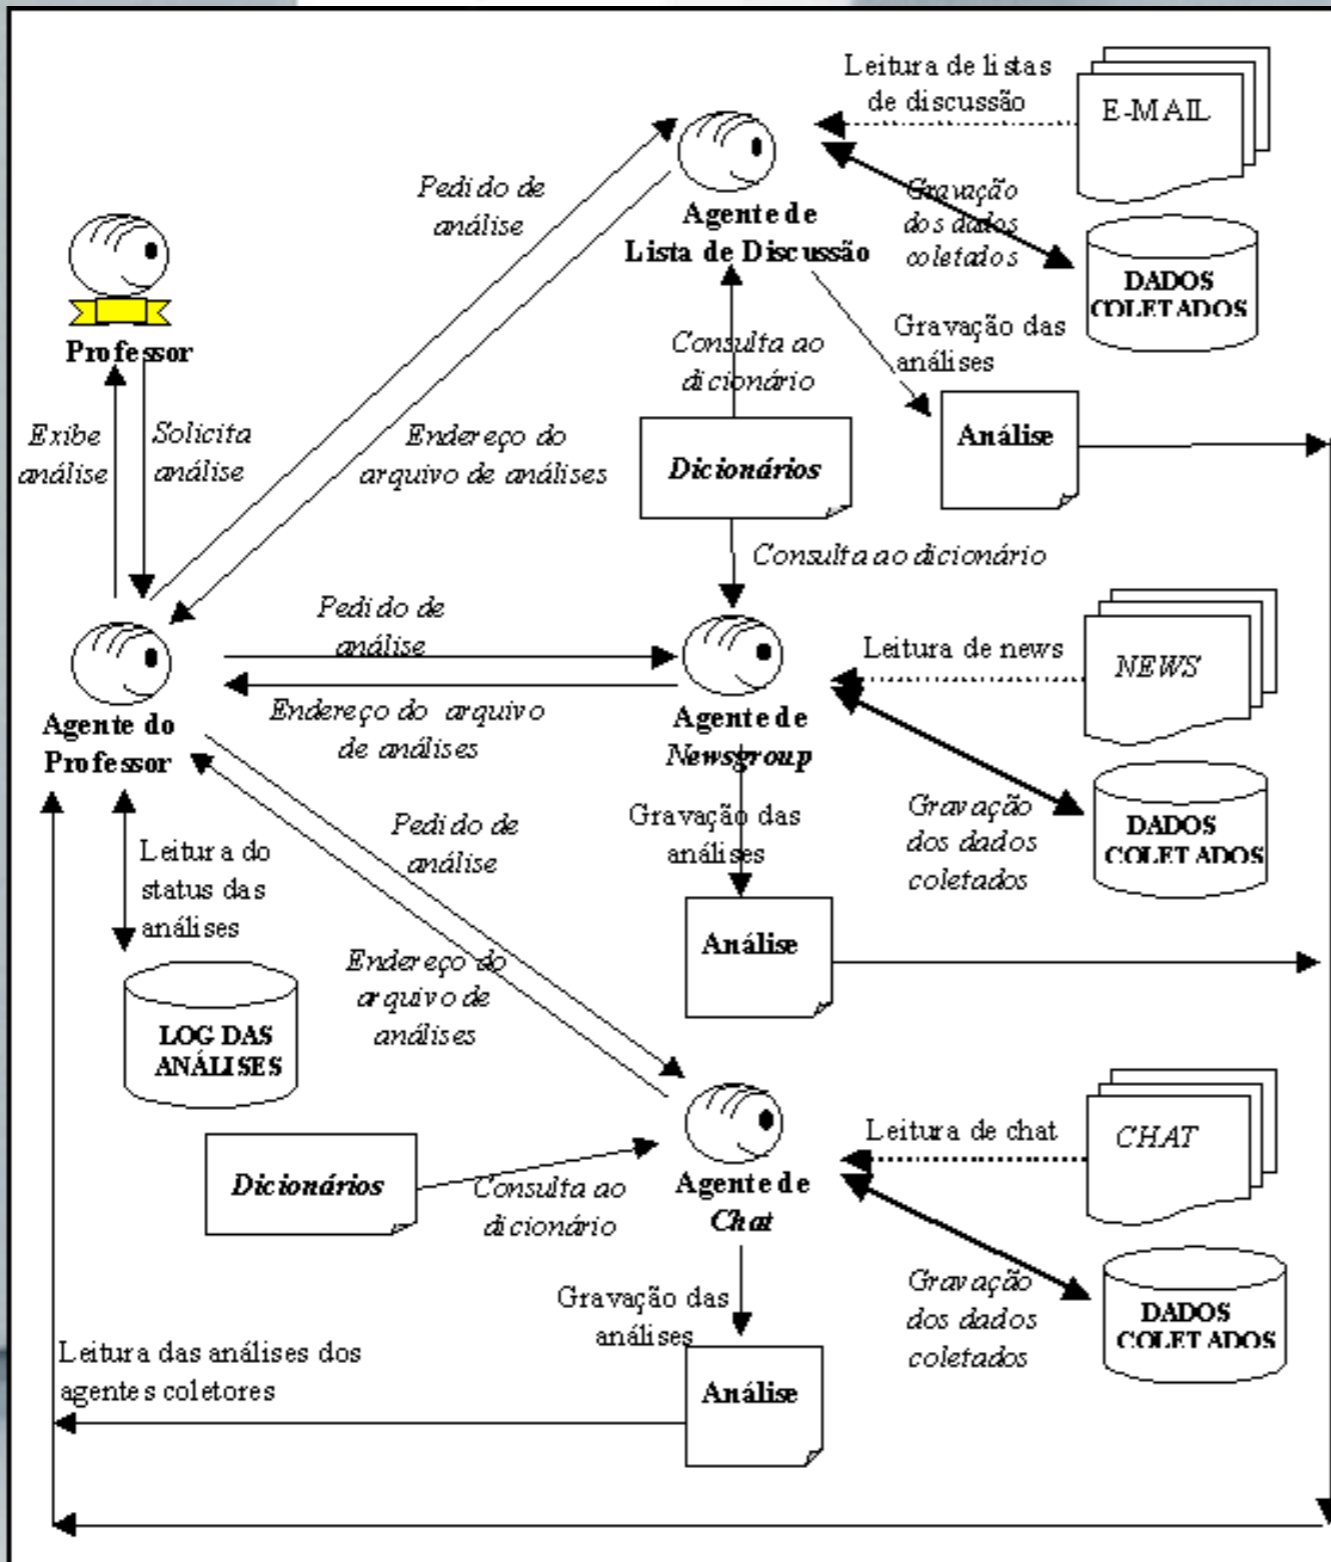 Leitura de listas
de discussão
E-MAIL
Pedido de
análise
Agente de
Lista de Discussão
Gravação
dos dados
coletados
DADOS
COLETADOS
Professor
Gravação das
análises
Consulta ao
dicionário
Exibe
análise
Solicita
análise
Endereço do
arquivo de análises
Dicionários
Análise
Consulta ao dicionário
Pedido de
análise
Leitura de news
NEWS
Endereço do arquivo
de análises
Agente do
Professor
Agente de
Newsgroup
Gravação das
análises
Gravação
dos dados
coletados
DADOS
COLETADOS
Pedido de
análise
Leitura do
status das
análises
Análise
Endereço do
arquivo de
análises
LOG DAS
ANÁLISES
Leitura de chat
CHAT
Dicionários
Consulta ao
dicionário
Agente de
Chat
Gravação das
análises
Gravação
dos dados
coletados
DADOS
COLETADOS
Leitura das análises dos
agentes coletores
Análise